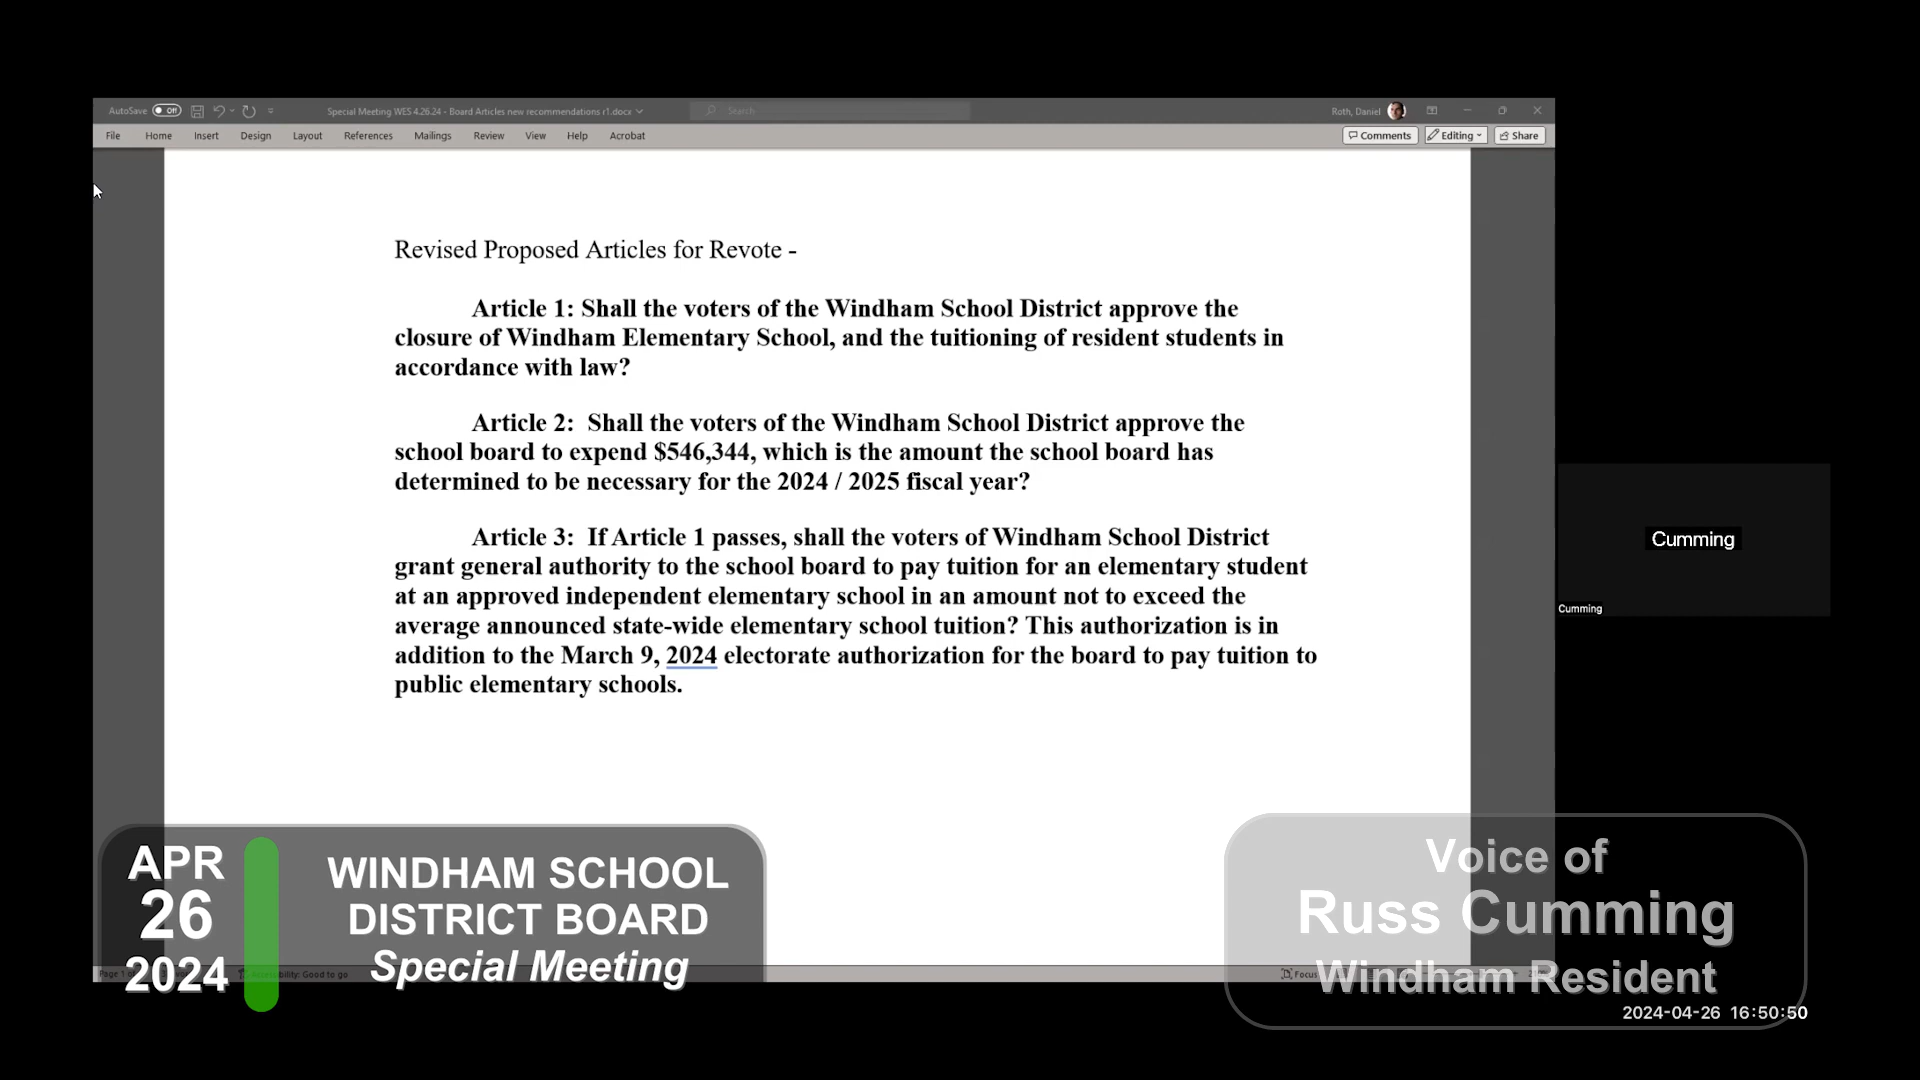 AutoSave Off
Special Meeting WES 4.26.24 - Board Articles new recommendations r1.docx
Search
Roth, Daniel
File Home Insert Design Layout References Mailings Review View Help Acrobat
Comments Editing Share
Revised Proposed Articles for Revote -
Article 1: Shall the voters of the Windham School District approve the
closure of Windham Elementary School, and the tuitioning of resident students in
accordance with law?
Article 2:  Shall the voters of the Windham School District approve the
school board to expend $546,344, which is the amount the school board has
determined to be necessary for the 2024 / 2025 fiscal year?
Article 3:  If Article 1 passes, shall the voters of Windham School District
grant general authority to the school board to pay tuition for an elementary student
at an approved independent elementary school in an amount not to exceed the
average announced state-wide elementary school tuition? This authorization is in
addition to the March 9, 2024 electorate authorization for the board to pay tuition to
public elementary schools.
Cumming
Cumming
APR
26
2024
WINDHAM SCHOOL
DISTRICT BOARD
Special Meeting
Voice of
Russ Cumming
Windham Resident
Page 1
Accessibility: Good to go
Focus
2024-04-26 16:50:50